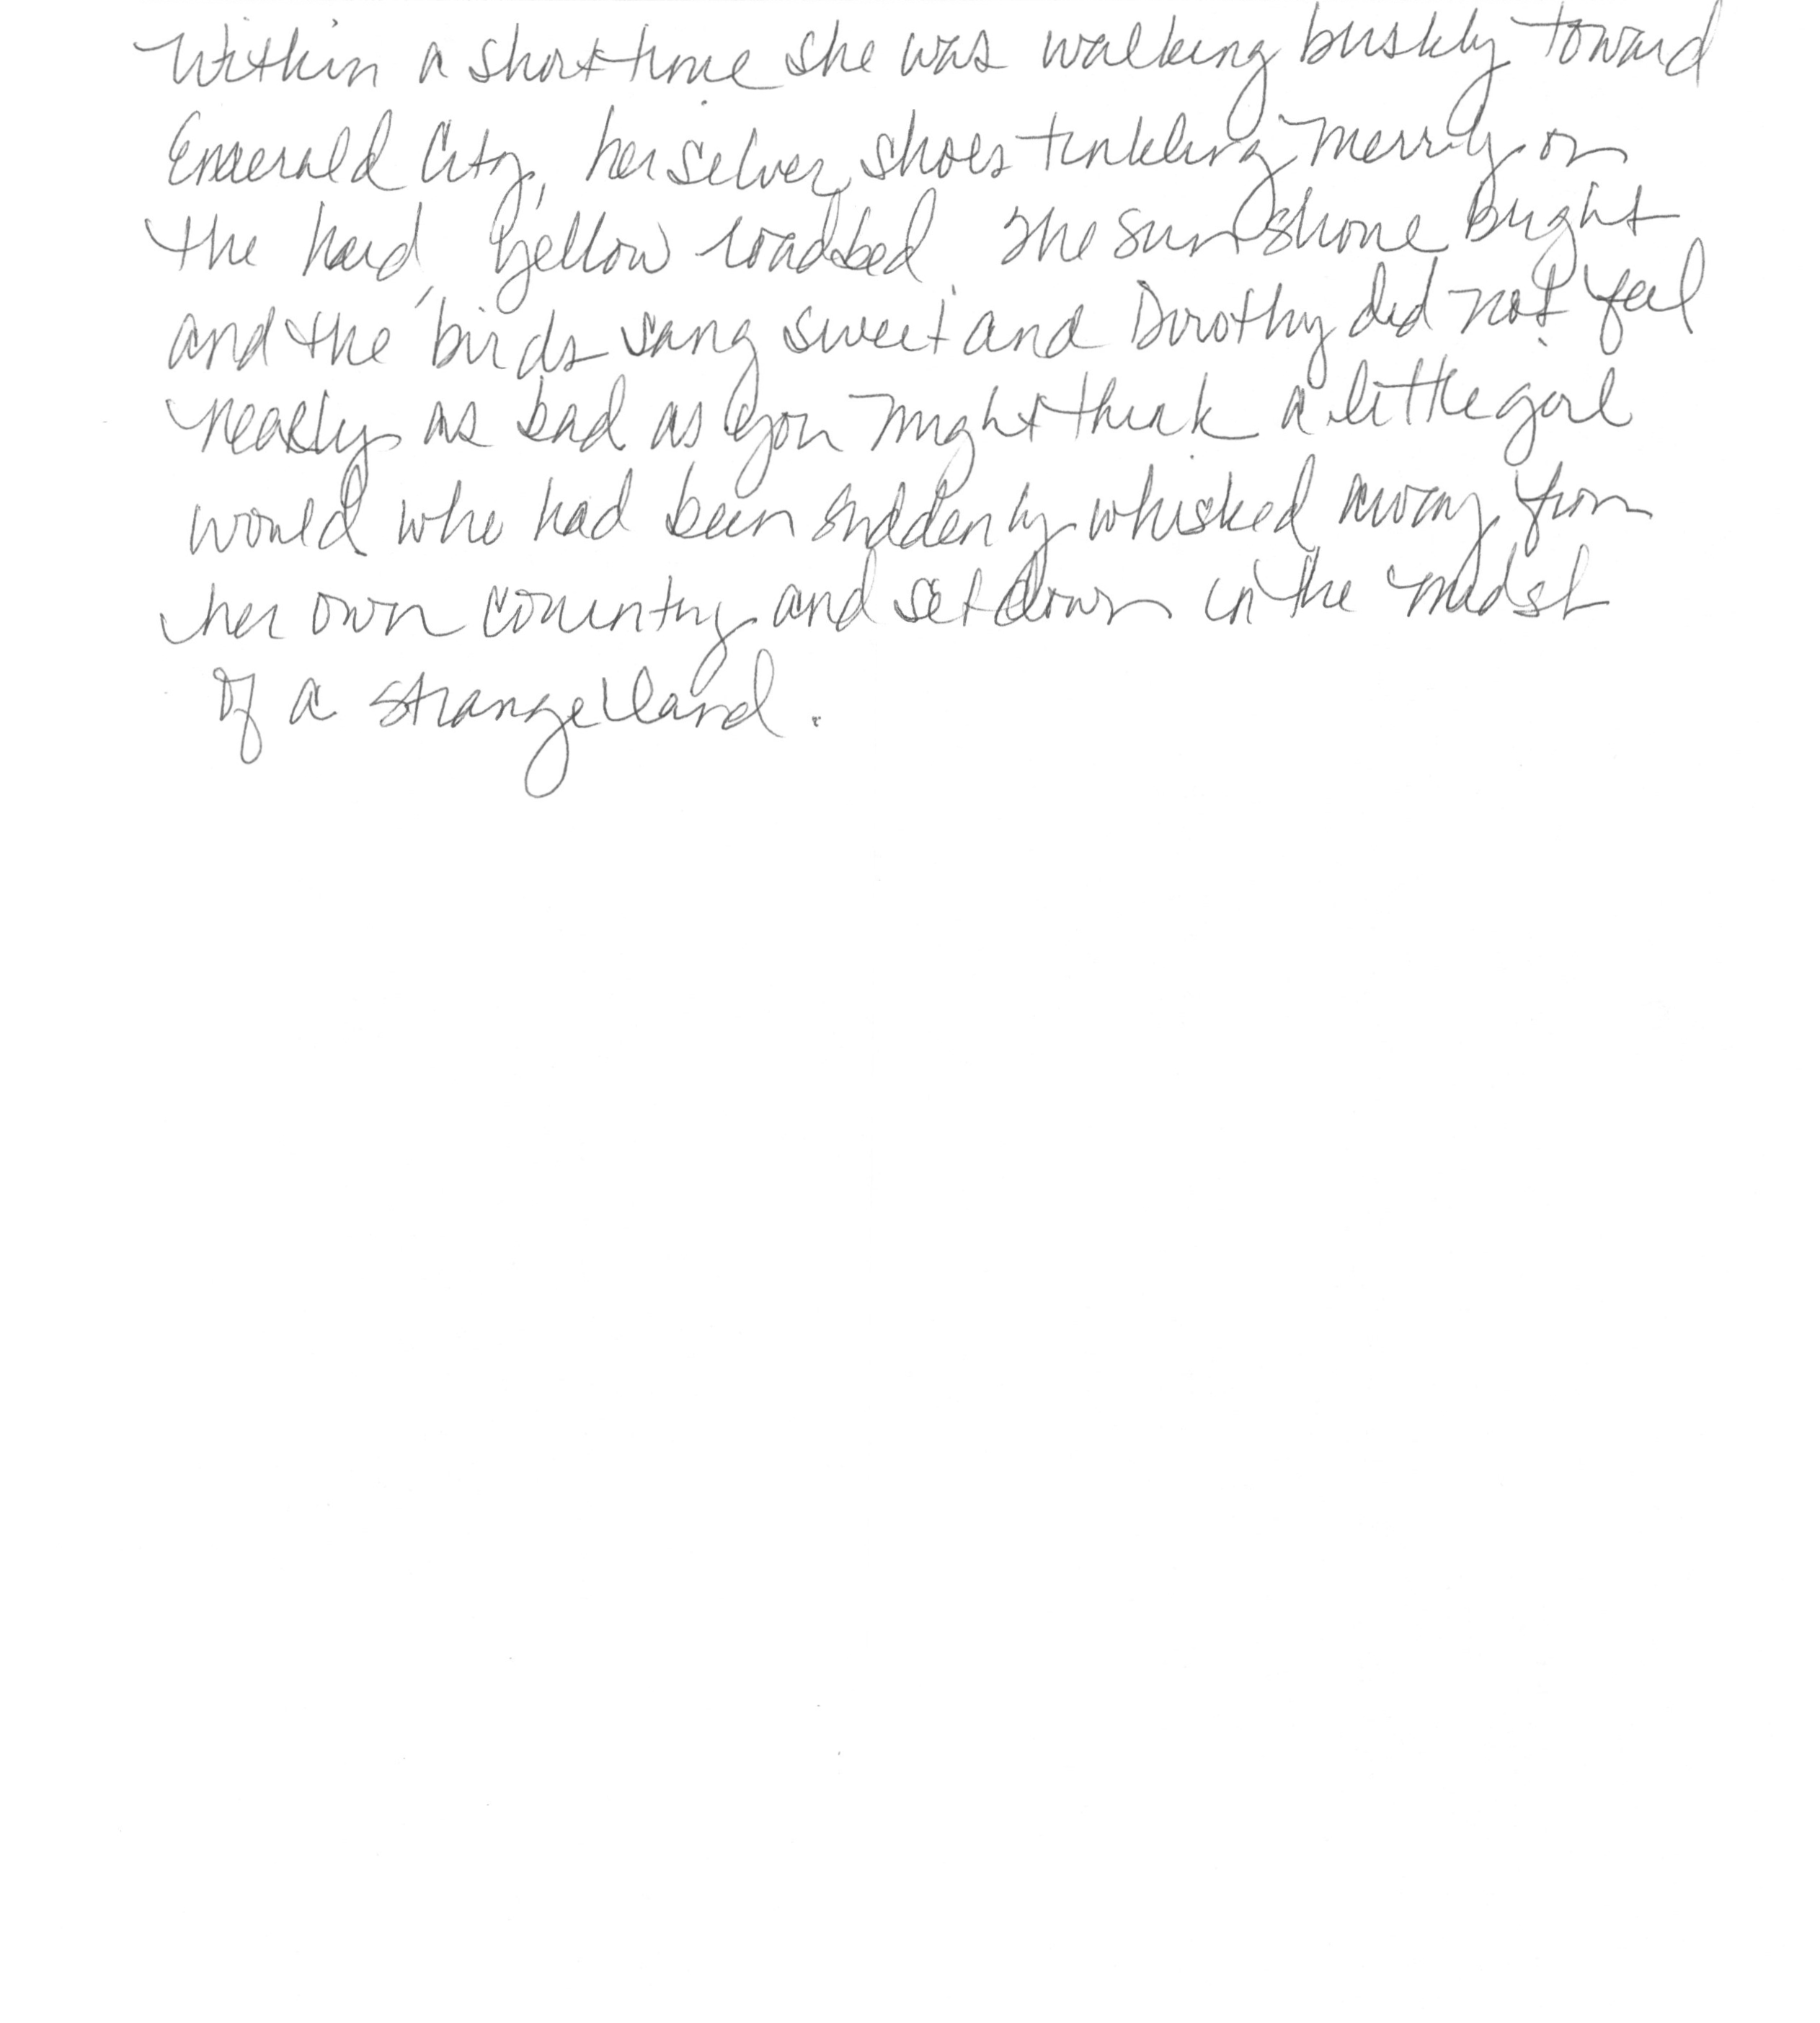 Within a short time she was walking briskly toward
Emerald City, her silver shoes tinkling merrily on
the hard, yellow roadbed. The sun shone bright
and the birds sang sweet and Dorothy did not feel
nearly as bad as you might think a little girl
would who had been suddenly whisked away from
her own country and set down in the midst
of a strange land.